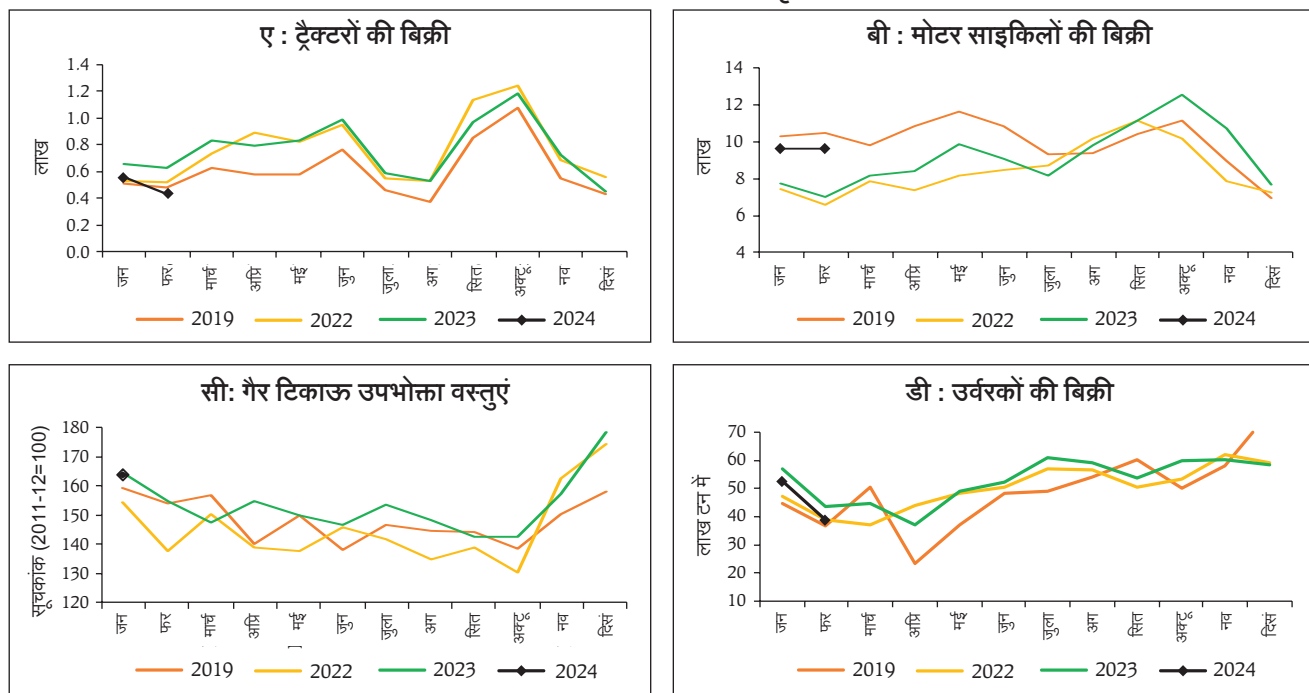 ए : ट्रैक्टरों की बिक्री
लाख
1.4
1.2
1.0
0.8
0.6
0.4
0.2
0.0
जन
फर
मार्च
अप्रि
मई
जुन
जुला
अग
सित
अक्टू
नव
दिसं
2019 2022 2023 2024
बी : मोटर साइकिलों की बिक्री
लाख
14
12
10
8
6
4
जन
फर
मार्च
अप्रि
मई
जुन
जुला
अग
सित
अक्टू
नव
दिसं
2019 2022 2023 2024
सी: गैर टिकाऊ उपभोक्ता वस्तुएं
सूचकांक (2011-12=100)
180
170
160
150
140
130
120
जन
फर
मार्च
अप्रि
मई
जुन
जुला
अग
सित
अक्टू
नव
दिसं
2019 2022 2023 2024
डी : उर्वरकों की बिक्री
लाख टन में
70
60
50
40
30
20
10
जन
फर
मार्च
अप्रि
मई
जुन
जुला
अग
सित
अक्टू
नव
दिसं
2019 2022 2023 2024